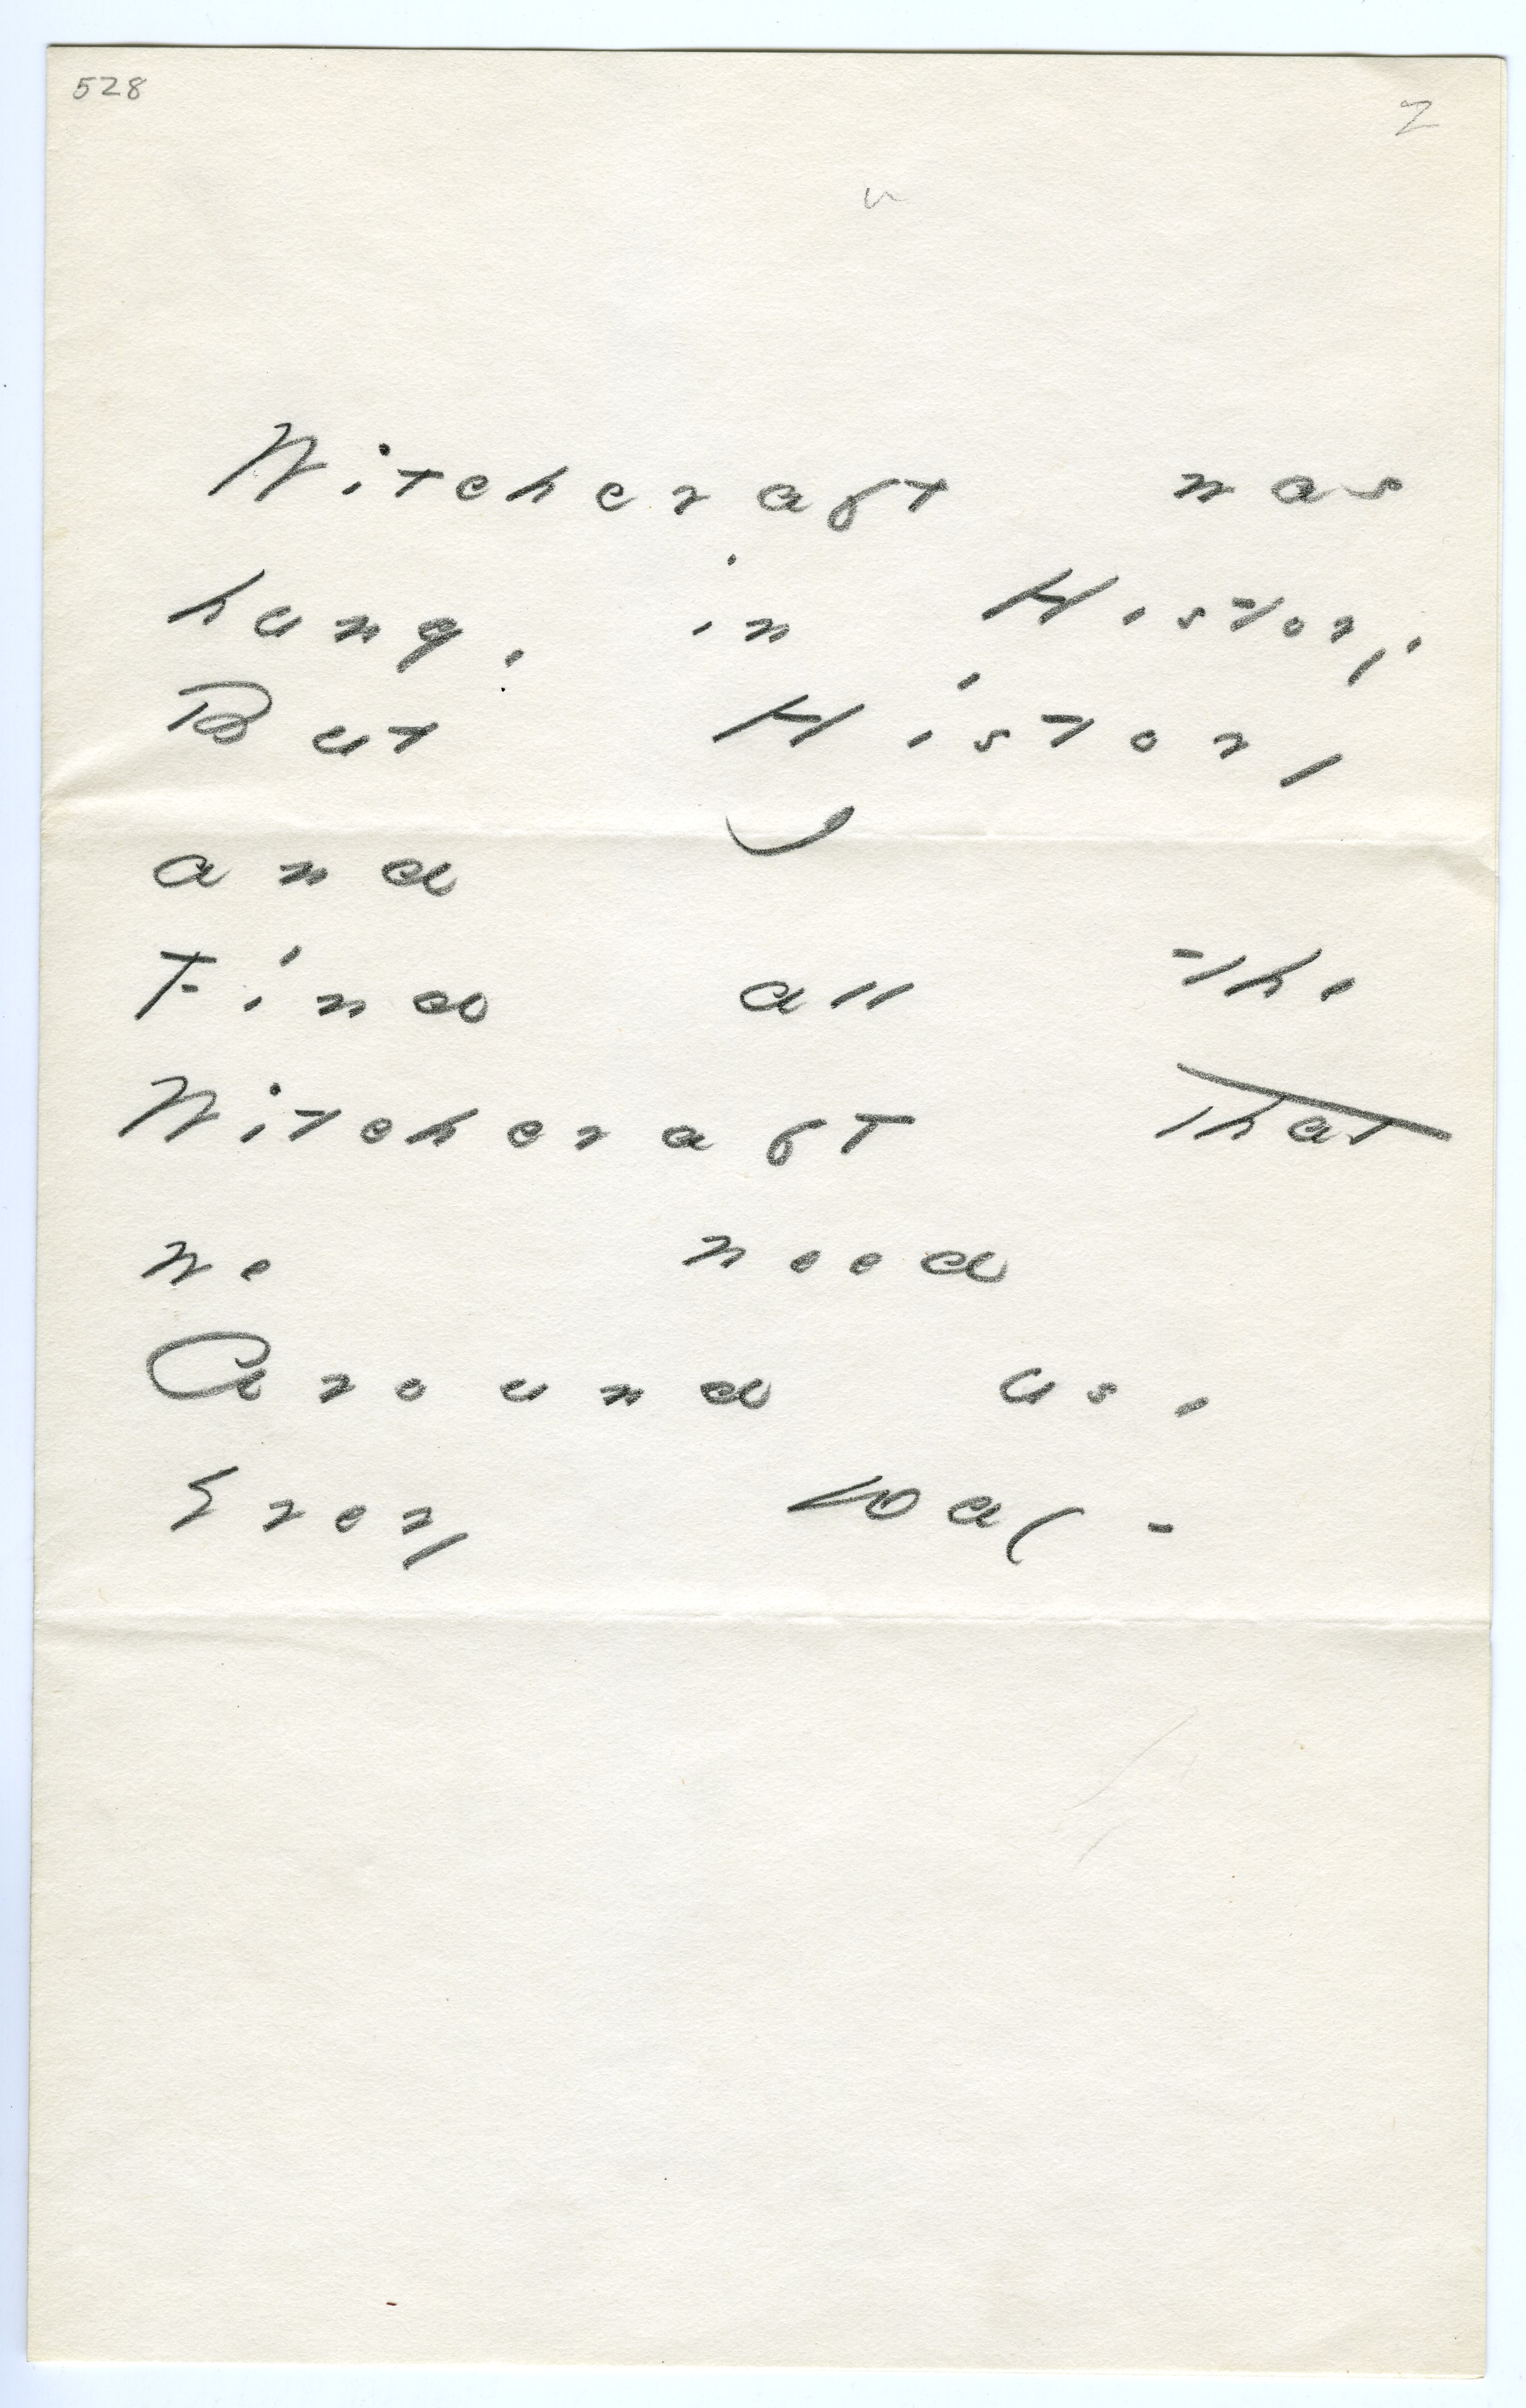 528
2
Witchcraft was
hung, in History,
But History
and I
Find all the
Witchcraft that
we need
Around us,
Every Day -